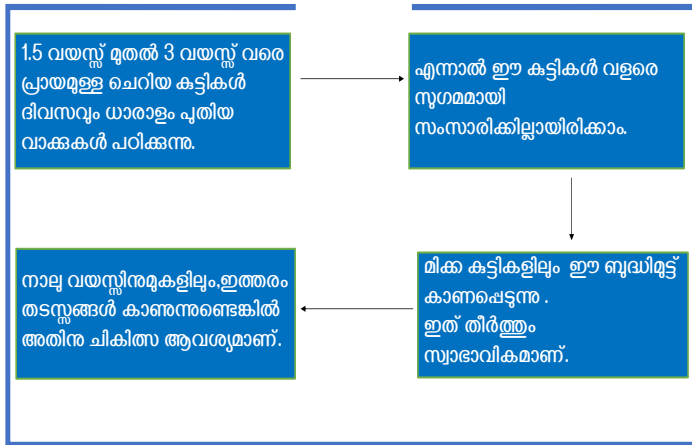 1.5 വയസ്സ് മുതൽ 3 വയസ്സ് വരെ
പ്രായമുള്ള ചെറിയ കുട്ടികൾ
ദിവസവും ധാരാളം പുതിയ
വാക്കുകൾ പഠിക്കുന്നു.
എന്നാൽ ഈ കുട്ടികൾ വളരെ
സുഗമമായി
സംസാരിക്കില്ലായിരിക്കാം.
മിക്ക കുട്ടികളിലും ഈ ബുദ്ധിമുട്ട്
കാണപ്പെടുന്നു .
ഇത് തീർത്തും
സ്വാഭാവികമാണ്.
നാലു വയസ്സിനുമുകളിലും,ഇത്തരം
തടസ്സങ്ങൾ കാണുന്നുണ്ടെങ്കിൽ
അതിനു ചികിത്സ ആവശ്യമാണ്.